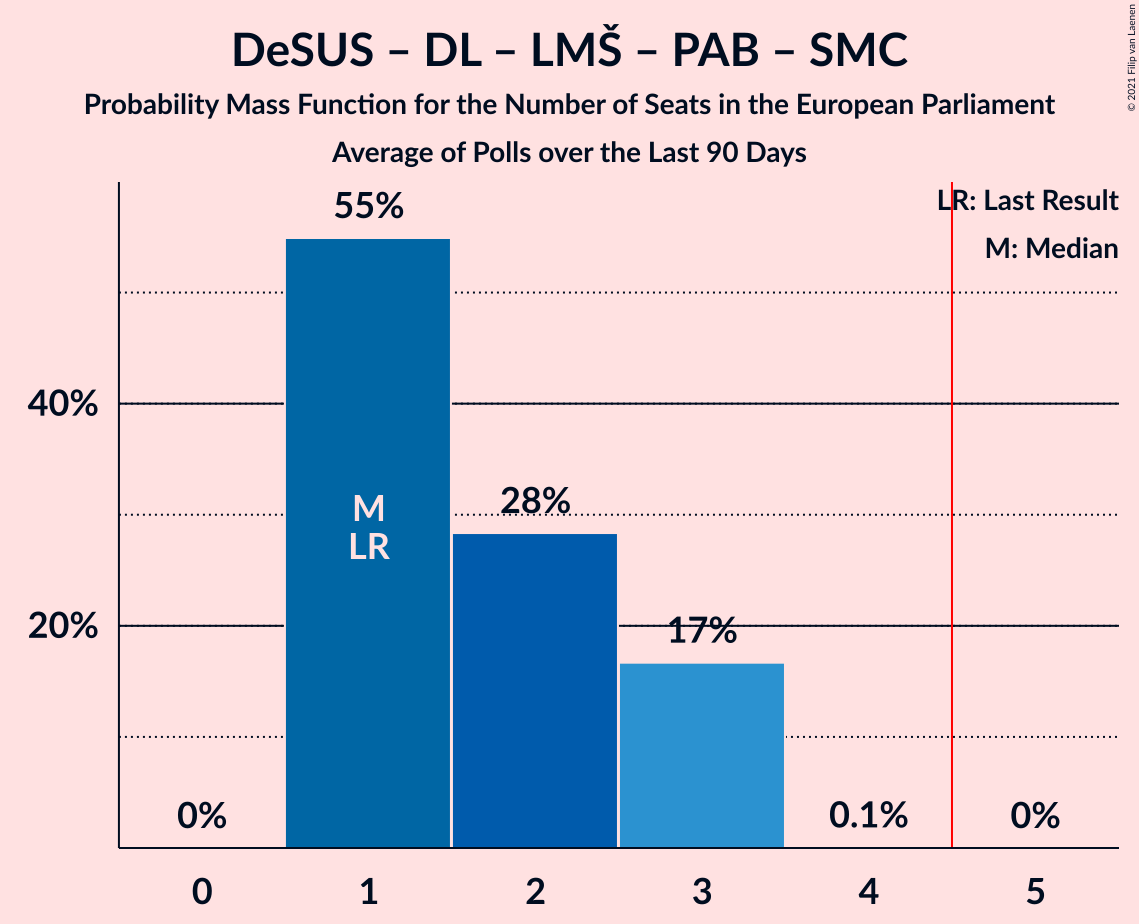 DeSUS – DL – LMŠ – PAB – SMC
Probability Mass Function for the Number of Seats in the European Parliament
Average of Polls over the Last 90 Days
© 2021 Filip van Laenen
LR: Last Result
M: Median
55%
40%
M
LR
28%
20%
17%
0%
0.1%
0%
0 1 2 3 4 5